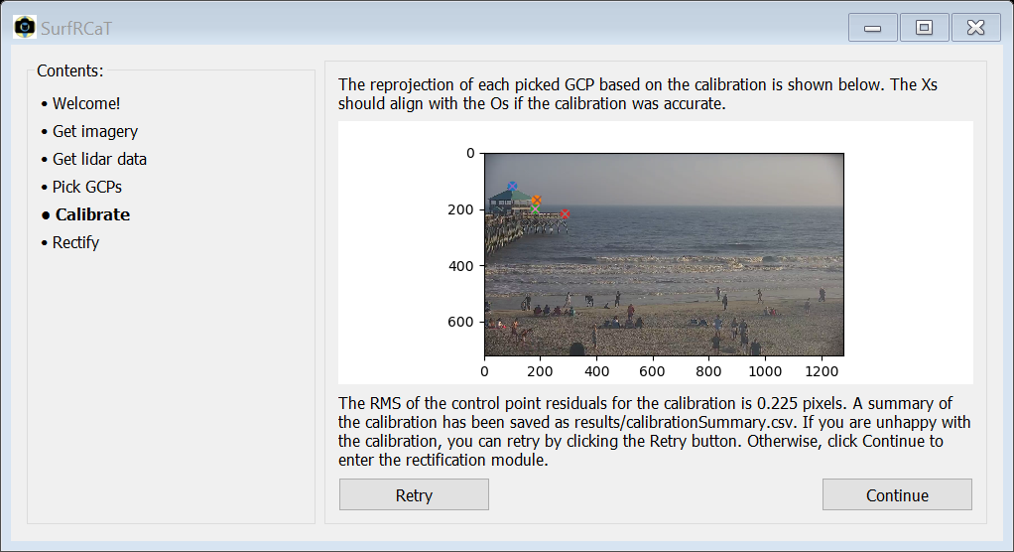 SurfRCaT
Contents:
• Welcome!
• Get imagery
• Get lidar data
• Pick GCPs
• Calibrate
• Rectify
The reprojection of each picked GCP based on the calibration is shown below. The Xs
should align with the Os if the calibration was accurate.
0
200
400
600
0 200 400 600 800 1000 1200
The RMS of the control point residuals for the calibration is 0.225 pixels. A summary of
the calibration has been saved as results/calibrationSummary.csv. If you are unhappy with
the calibration, you can retry by clicking the Retry button. Otherwise, click Continue to
enter the rectification module.
Retry
Continue